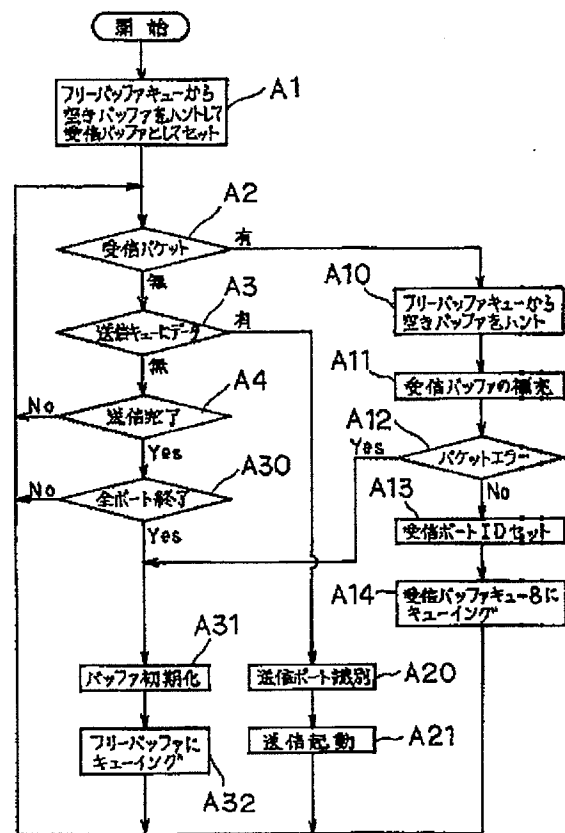 開始
フリーバッファキューから
空きバッファをハントして
受信バッファとしてセット
A1
A2
受信パケット
有
無
A3
送信キューにデータ
有
無
A4
送信完了
No
Yes
A30
全ポート終了
No
Yes
A10
フリーバッファキューから
空きバッファをハント
A11
受信バッファの補充
A12
パケットエラー
Yes
No
A13
受信ポートIDセット
A14
受信バッファキュー8に
キューイング
A31
バッファ初期化
フリーバッファに
キューイング
A32
送信ポート識別
A20
送信起動
A21